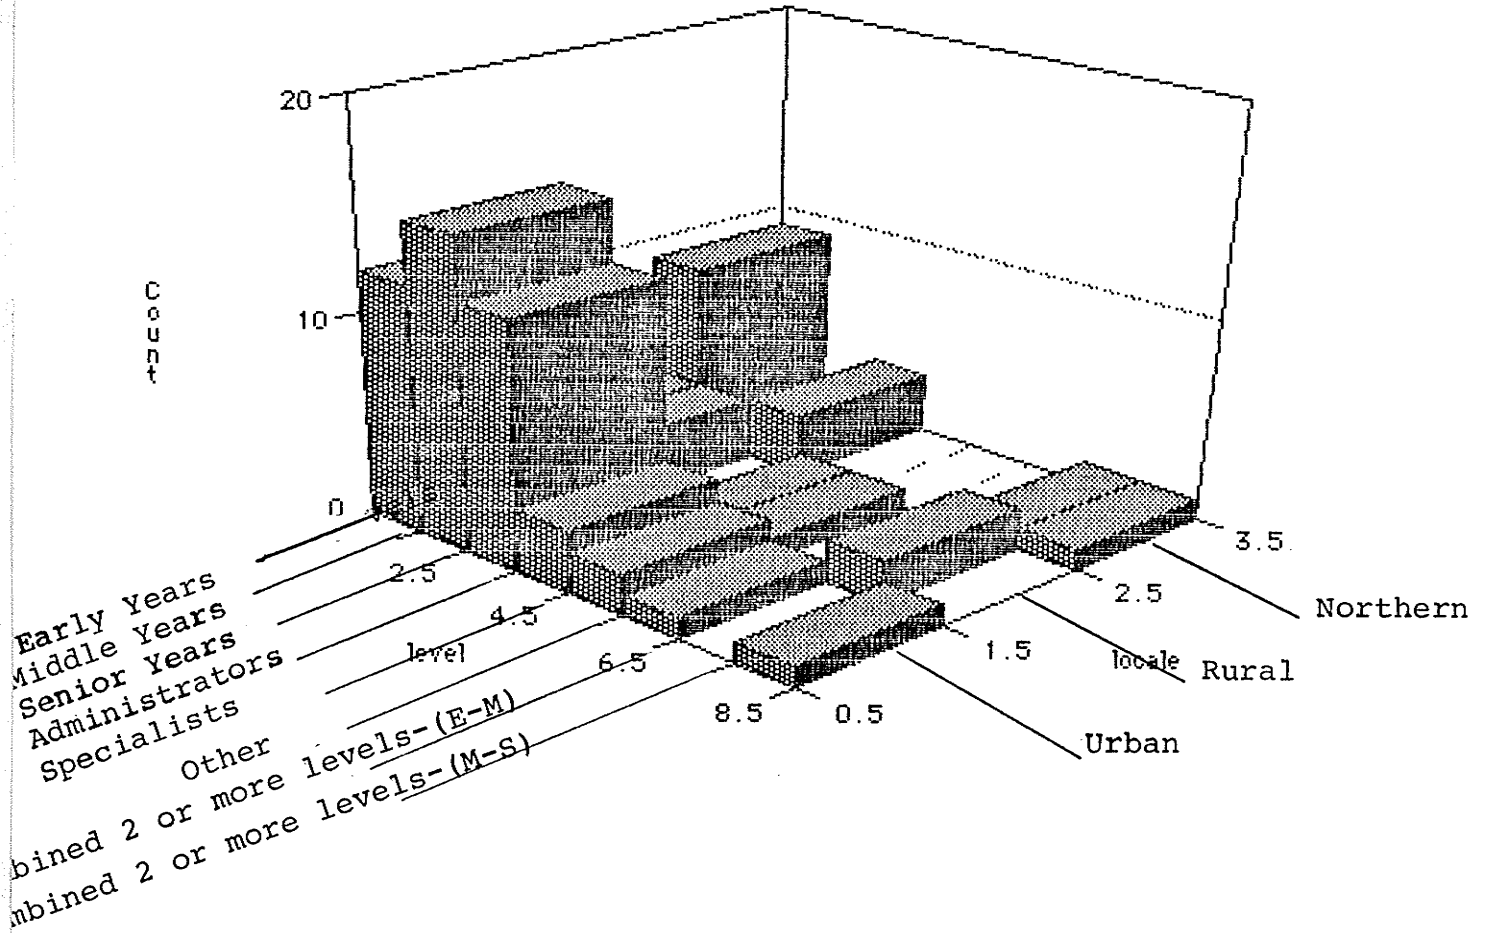 20
10
Count
0
2.5
4.5
level
6.5
8.5
0.5
1.5
locale
2.5
3.5
Northern
Rural
Urban
Early Years
Middle Years
Senior Years
Administrators
Specialists
Other
bined 2 or more levels-(E-M)
mbined 2 or more levels-(M-S)